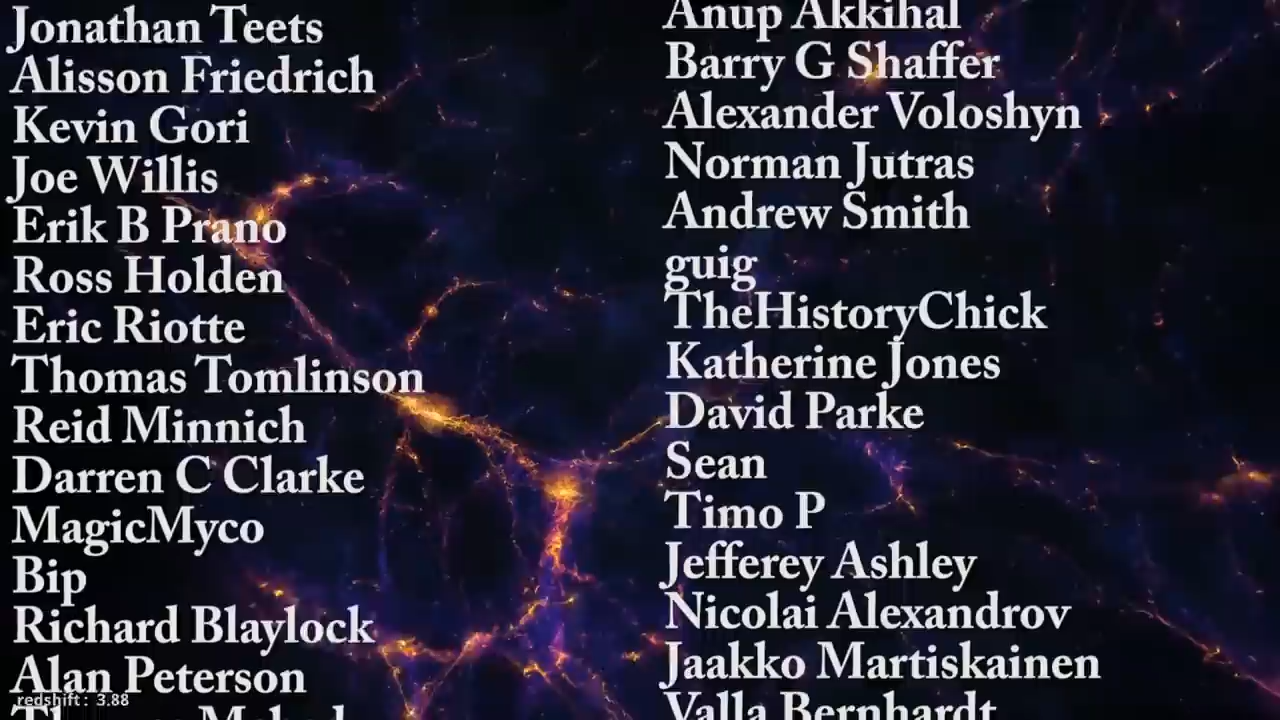 Jonathan Teets
Alisson Friedrich
Kevin Gori
Joe Willis
Erik B Prano
Ross Holden
Eric Riotte
Thomas Tomlinson
Reid Minnich
Darren C Clarke
MagicMyco
Bip
Richard Blaylock
Alan Peterson
redshift: 3.88
Anup Akkihal
Barry G Shaffer
Alexander Voloshyn
Norman Jutras
Andrew Smith
guig
TheHistoryChick
Katherine Jones
David Parke
Sean
Timo P
Jefferey Ashley
Nicolai Alexandrov
Jaakko Martiskainen
Valla Bernhardt